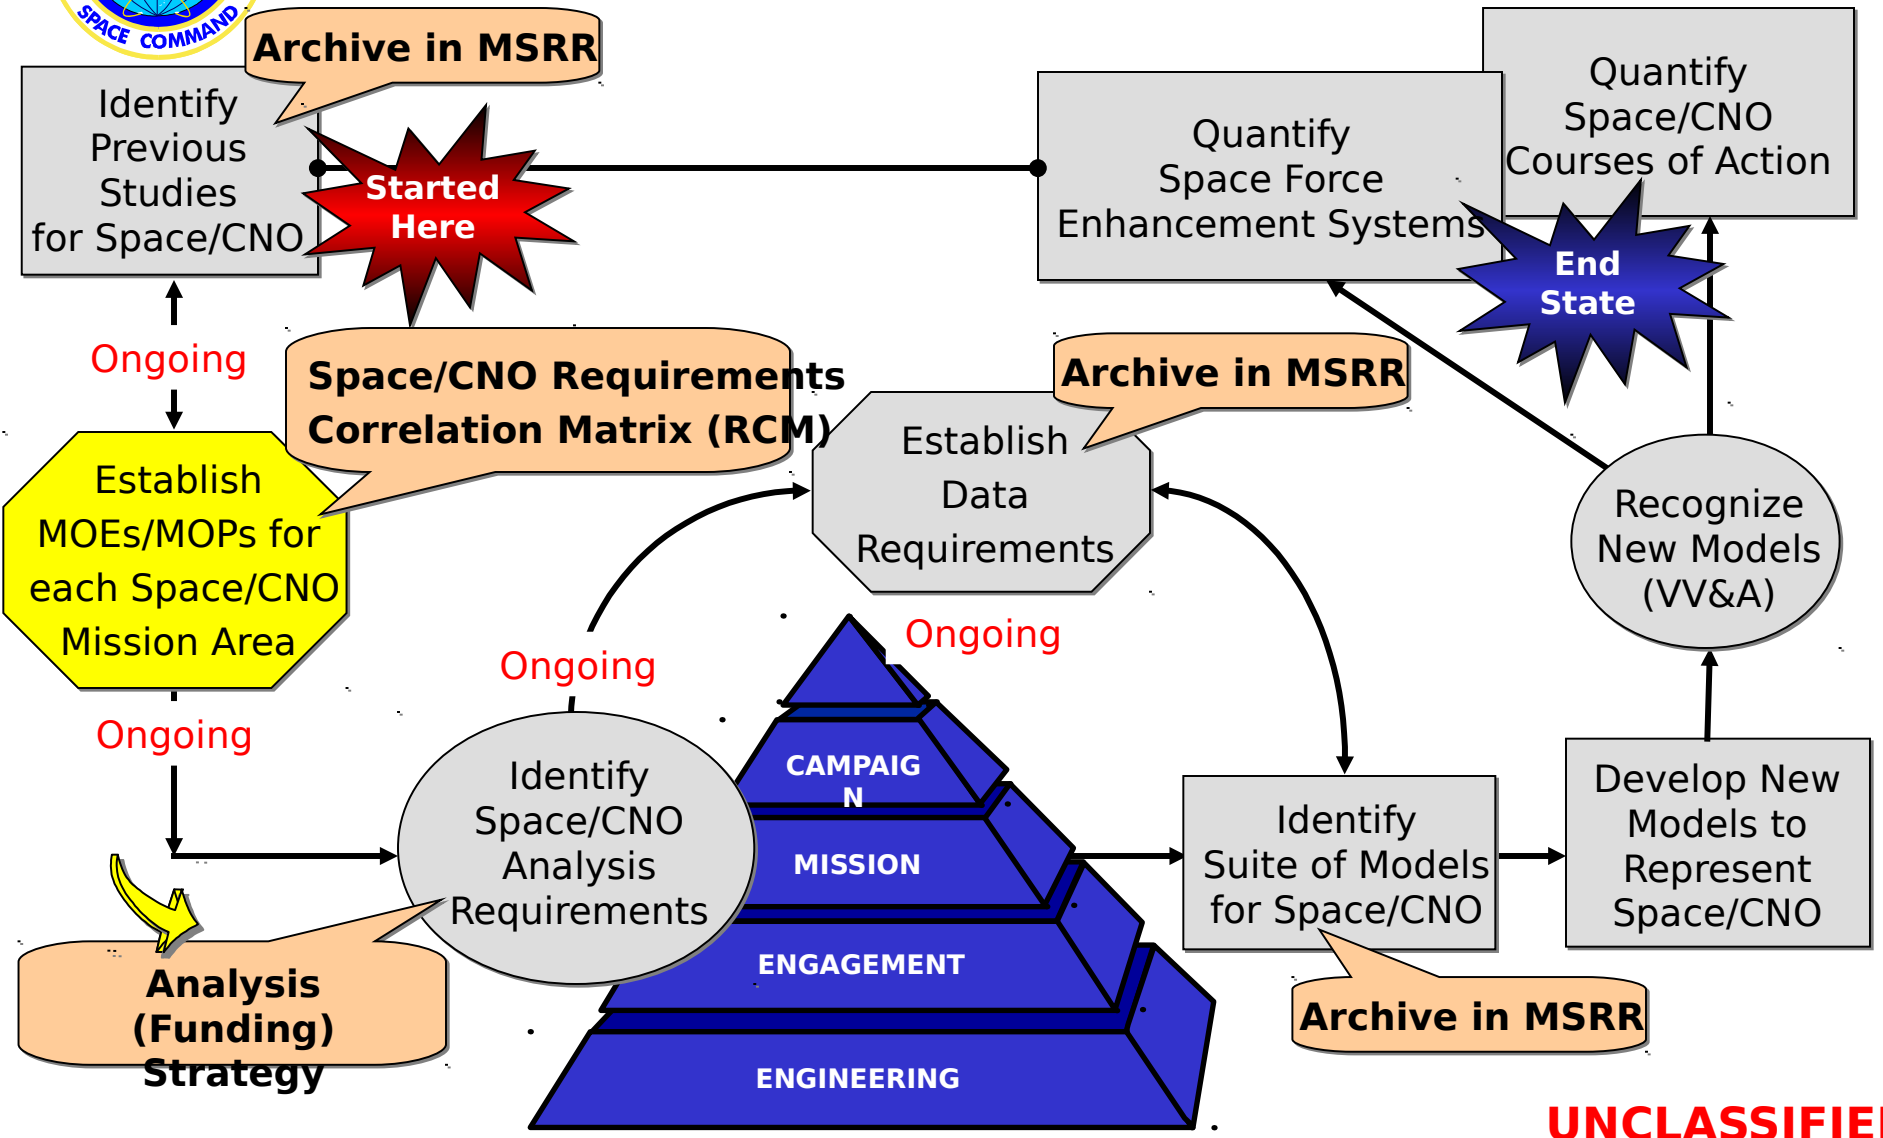 SPACE COMMAND
Archive in MSRR
Identify
Previous
Studies
for Space/CNO
Started
Here
Quantify
Space Force
Enhancement Systems
Quantify
Space/CNO
Courses of Action
End
State
Ongoing
Space/CNO Requirements
Correlation Matrix (RCM)
Archive in MSRR
Establish
MOEs/MOPs for
each Space/CNO
Mission Area
Establish
Data
Requirements
Recognize
New Models
(VV&A)
Ongoing
Ongoing
Ongoing
Identify
Space/CNO
Analysis
Requirements
CAMPAIG
N
MISSION
ENGAGEMENT
ENGINEERING
Identify
Suite of Models
for Space/CNO
Develop New
Models to
Represent
Space/CNO
Analysis
(Funding)
Strategy
Archive in MSRR
UNCLASSIFIE